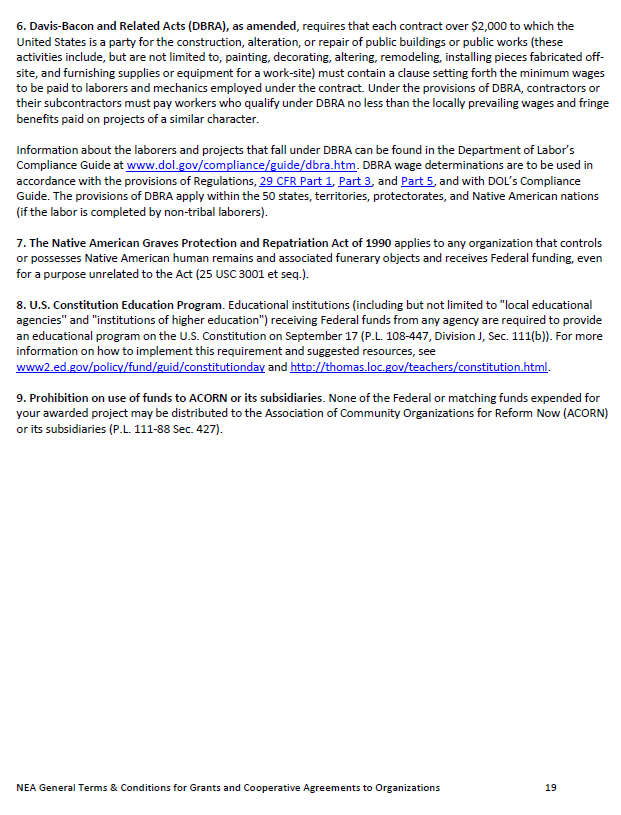 6. Davis-Bacon and Related Acts (DBRA), as amended, requires that each contract over $2,000 to which the
United States is a party for the construction, alteration, or repair of public buildings or public works (these
activities include, but are not limited to, painting, decorating, altering, remodeling, installing pieces fabricated off-
site, and furnishing supplies or equipment for a work-site) must contain a clause setting forth the minimum wages
to be paid to laborers and mechanics employed under the contract. Under the provisions of DBRA, contractors or
their subcontractors must pay workers who qualify under DBRA no less than the locally prevailing wages and fringe
benefits paid on projects of a similar character.
Information about the laborers and projects that fall under DBRA can be found in the Department of Labor's
Compliance Guide at www.dol.gov/compliance/guide/dbra.htm. DBRA wage determinations are to be used in
accordance with the provisions of Regulations, 29 CFR Part 1, Part 3, and Part 5, and with DOL's Compliance
Guide. The provisions of DBRA apply within the 50 states, territories, protectorates, and Native American nations
(if the labor is completed by non-tribal laborers).
7. The Native American Graves Protection and Repatriation Act of 1990 applies to any organization that controls
or possesses Native American human remains and associated funerary objects and receives Federal funding, even
for a purpose unrelated to the Act (25 USC 3001 et seq.).
8. U.S. Constitution Education Program. Educational institutions (including but not limited to "local educational
agencies" and "institutions of higher education") receiving Federal funds from any agency are required to provide
an educational program on the U.S. Constitution on September 17 (P.L. 108-447, Division J, Sec. 111(b)). For more
information on how to implement this requirement and suggested resources, see
www2.ed.gov/policy/fund/guid/constitutionday and http://thomas.loc.gov/teachers/constitution.html.
9. Prohibition on use of funds to ACORN or its subsidiaries. None of the Federal or matching funds expended for
your awarded project may be distributed to the Association of Community Organizations for Reform Now (ACORN)
or its subsidiaries (P.L. 111-88 Sec. 427).
NEA General Terms & Conditions for Grants and Cooperative Agreements to Organizations 19